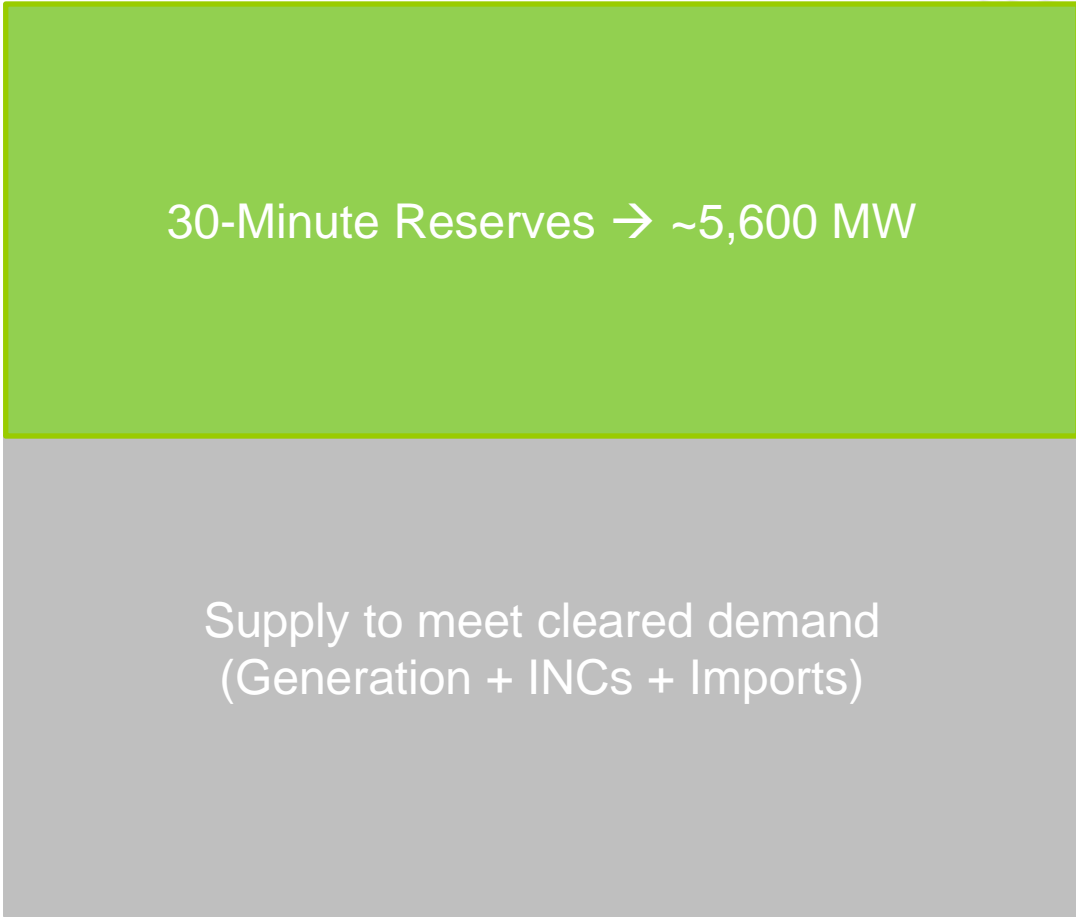 30-Minute Reserves → ~5,600 MW
Supply to meet cleared demand
(Generation + INCs + Imports)